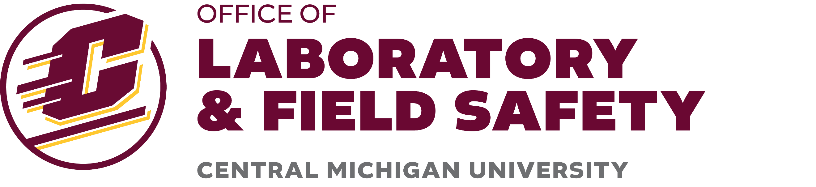 OFFICE OF
LABORATORY
& FIELD SAFETY
CENTRAL MICHIGAN UNIVERSITY